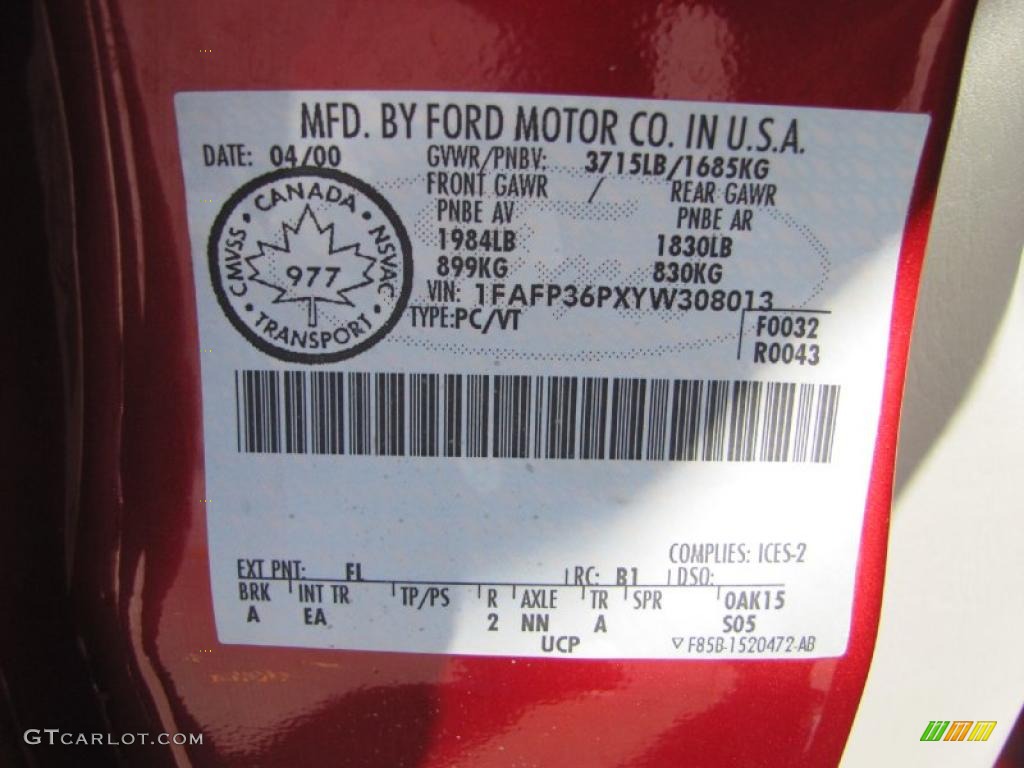 MFD. BY FORD MOTOR CO. IN U.S.A.
DATE: 04/00
GVWR/PNBV: 3715LB/1685KG
FRONT GAWR / REAR GAWR
PNBE AV PNBE AR
1984LB 1830LB
899KG 830KG
VIN: 1FAFP36PXYW308013
TYPE: PC/VT
F0032
R0043
CANADA
CMVSS
NSVAC
977
TRANSPORT
COMPLIES: ICES-2
EXT PNT: FL RC: B1 DSO:
BRK INT TR TP/PS R AXLE TR SPR OAK15
A EA 2 NN A S05
UCP F85B-1520472-AB
GTCARLOT.COM